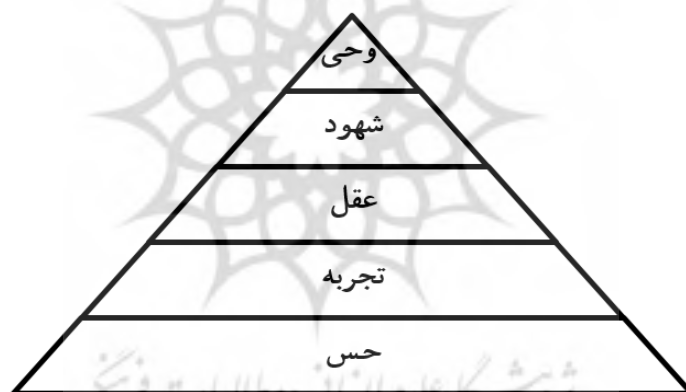 وحی
شهود
عقل
تجربه
حس